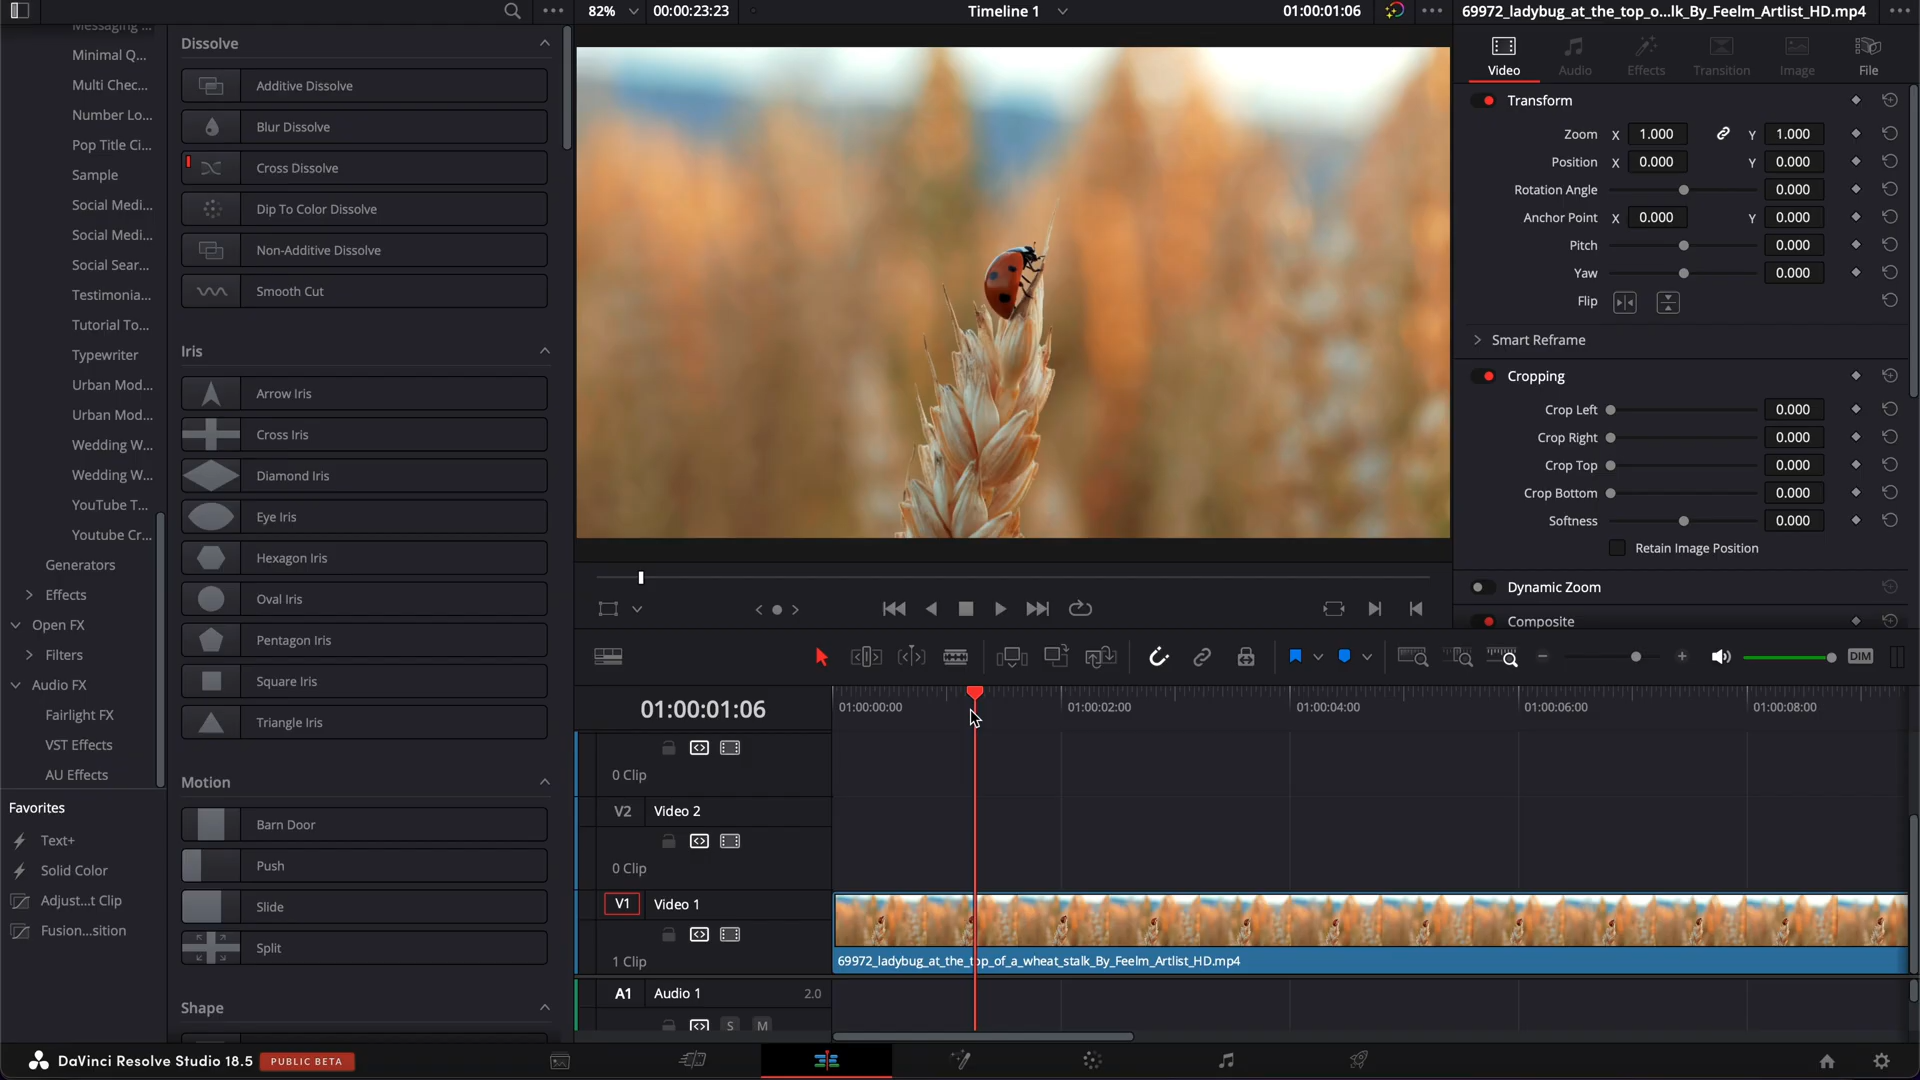 82%
00:00:23:23
Timeline 1
01:00:01:06
69972_ladybug_at_the_top_o...lk_By_Feelm_Artlist_HD.mp4
Video
Audio
Effects
Transition
Image
File
Messaging ...
Minimal Q...
Multi Chec...
Number Lo...
Pop Title Ci...
Sample
Social Medi...
Social Medi...
Social Sear...
Testimonia...
Tutorial To...
Typewriter
Urban Mod...
Urban Mod...
Wedding W...
Wedding W...
YouTube T...
Youtube Cr...
Generators
Effects
Open FX
Filters
Audio FX
Fairlight FX
VST Effects
AU Effects
Favorites
Text+
Solid Color
Adjust...t Clip
Fusion...sition
Dissolve
Additive Dissolve
Blur Dissolve
Cross Dissolve
Dip To Color Dissolve
Non-Additive Dissolve
Smooth Cut
Iris
Arrow Iris
Cross Iris
Diamond Iris
Eye Iris
Hexagon Iris
Oval Iris
Pentagon Iris
Square Iris
Triangle Iris
Motion
Barn Door
Push
Slide
Split
Shape
Transform
Zoom X 1.000 Y 1.000
Position X 0.000 Y 0.000
Rotation Angle 0.000
Anchor Point X 0.000 Y 0.000
Pitch 0.000
Yaw 0.000
Flip
Smart Reframe
Cropping
Crop Left 0.000
Crop Right 0.000
Crop Top 0.000
Crop Bottom 0.000
Softness 0.000
Retain Image Position
Dynamic Zoom
Composite
DIM
01:00:01:06
01:00:00:00
01:00:02:00
01:00:04:00
01:00:06:00
01:00:08:00
0 Clip
V2 Video 2
0 Clip
V1 Video 1
1 Clip
69972_ladybug_at_the_top_of_a_wheat_stalk_By_Feelm_Artlist_HD.mp4
A1 Audio 1 2.0
S M
DaVinci Resolve Studio 18.5 PUBLIC BETA